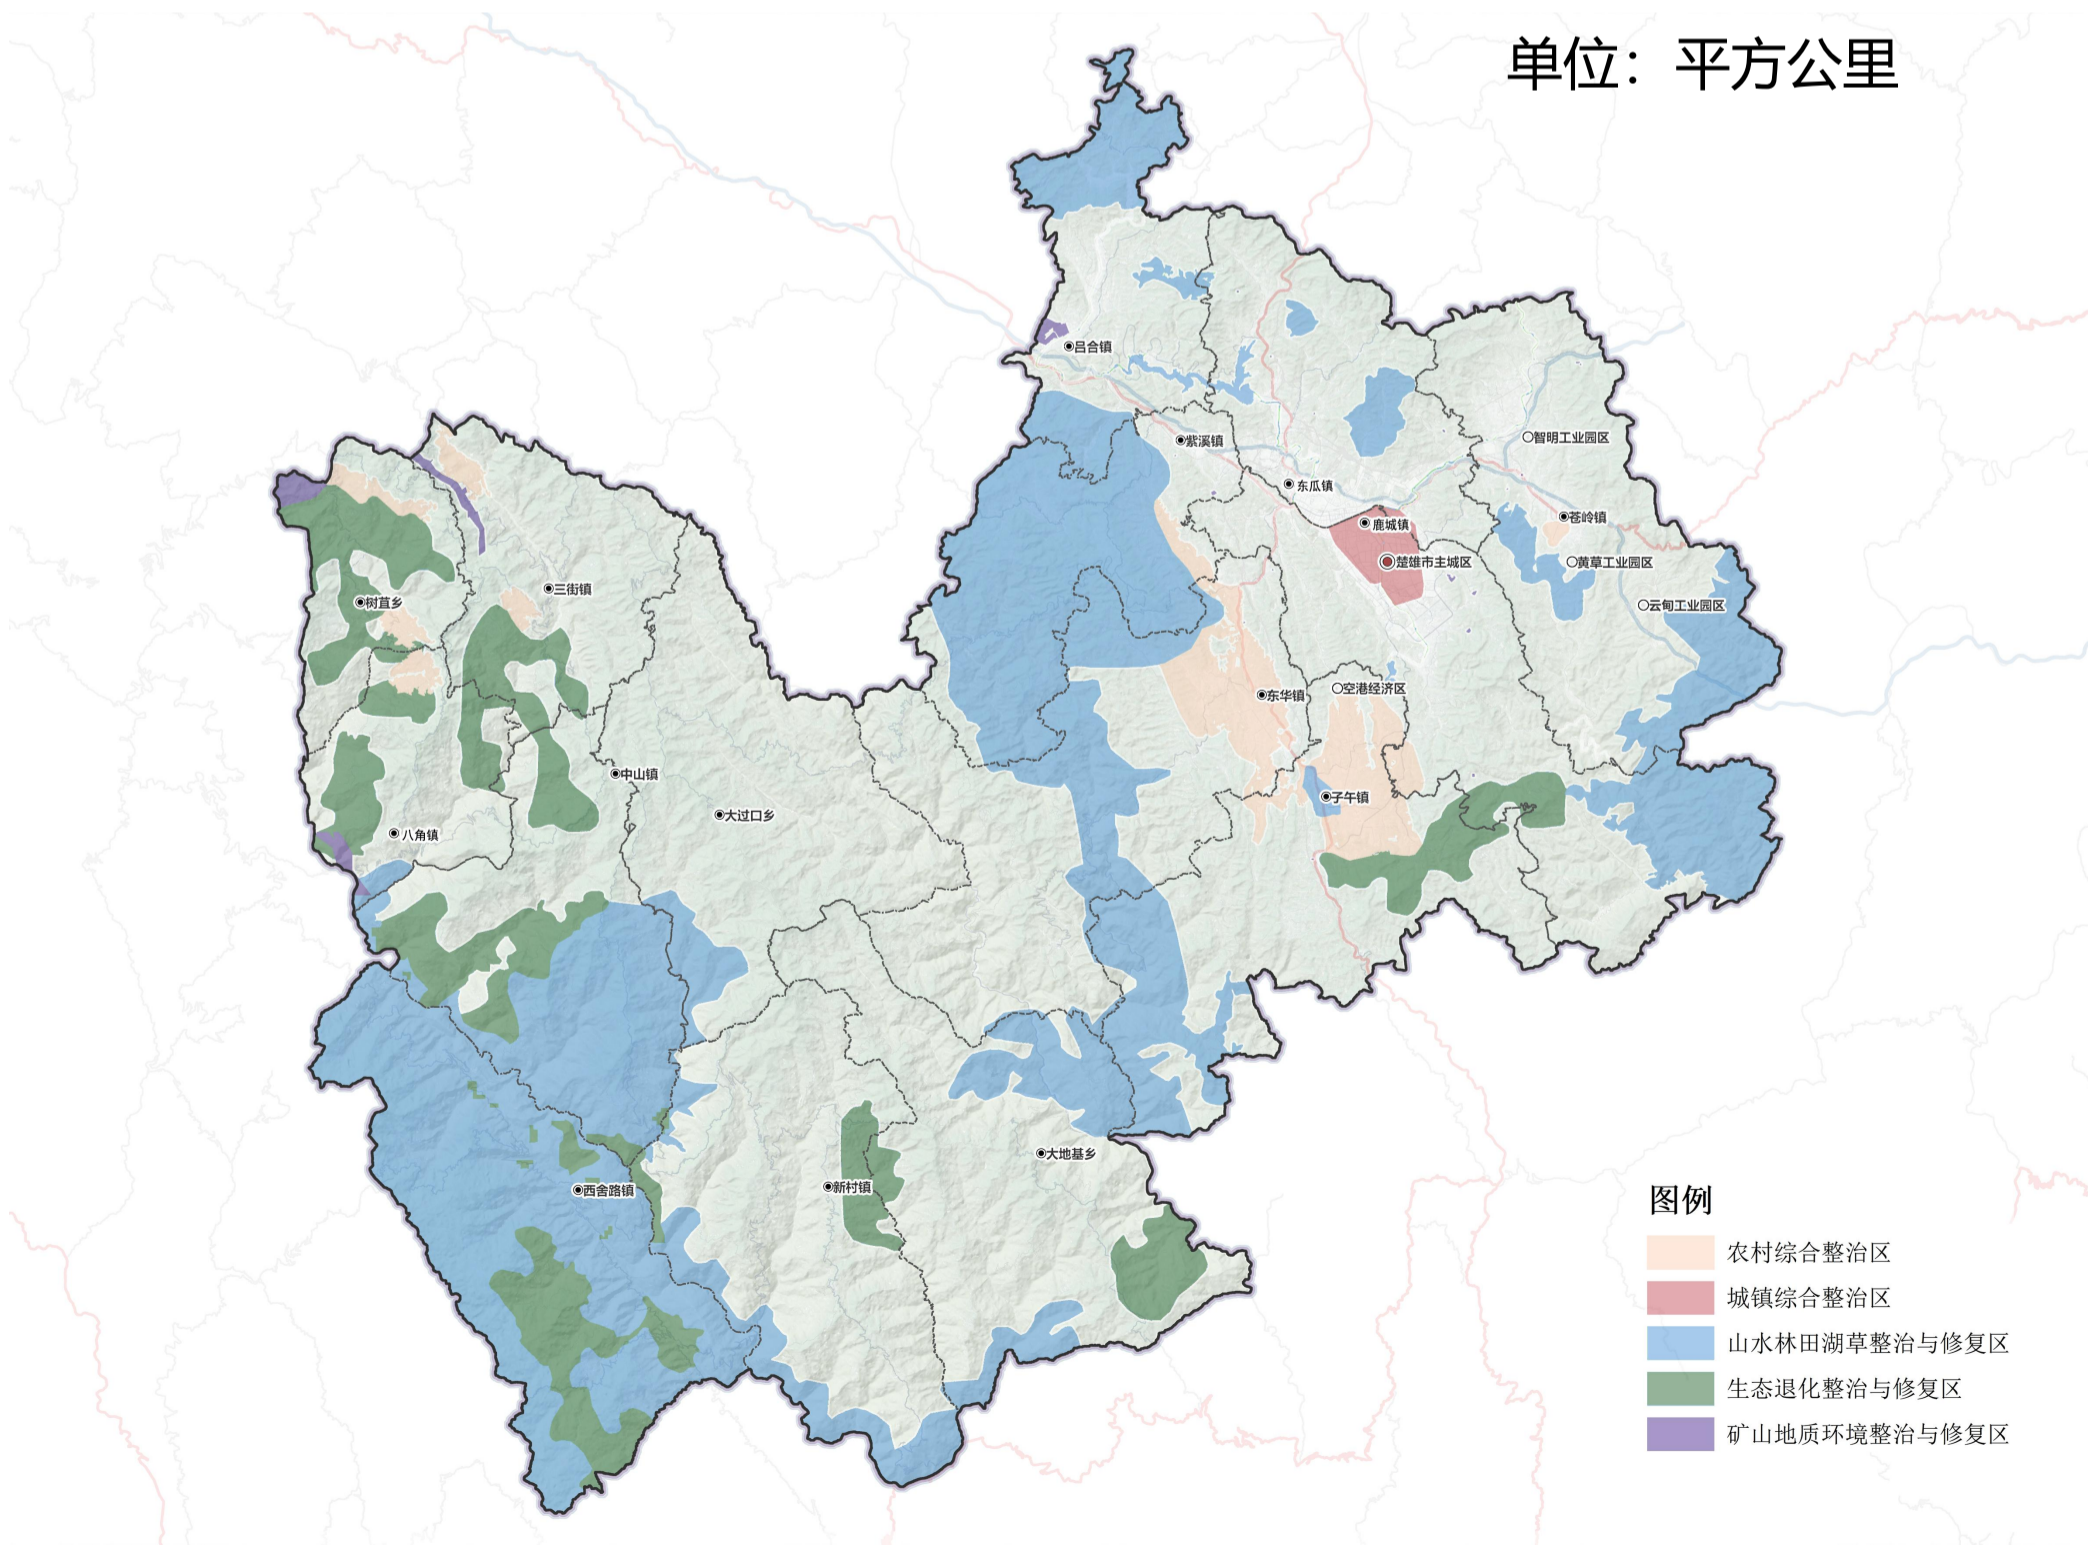 单位：平方公里
吕合镇
紫溪镇
智明工业园区
东瓜镇
苍岭镇
鹿城镇
楚雄市主城区
黄草工业园区
三街镇
树苴乡
云甸工业园区
东华镇
空港经济区
中山镇
子午镇
大过口乡
八角镇
大地基乡
新村镇
西舍路镇
图例
农村综合整治区
城镇综合整治区
山水林田湖草整治与修复区
生态退化整治与修复区
矿山地质环境整治与修复区